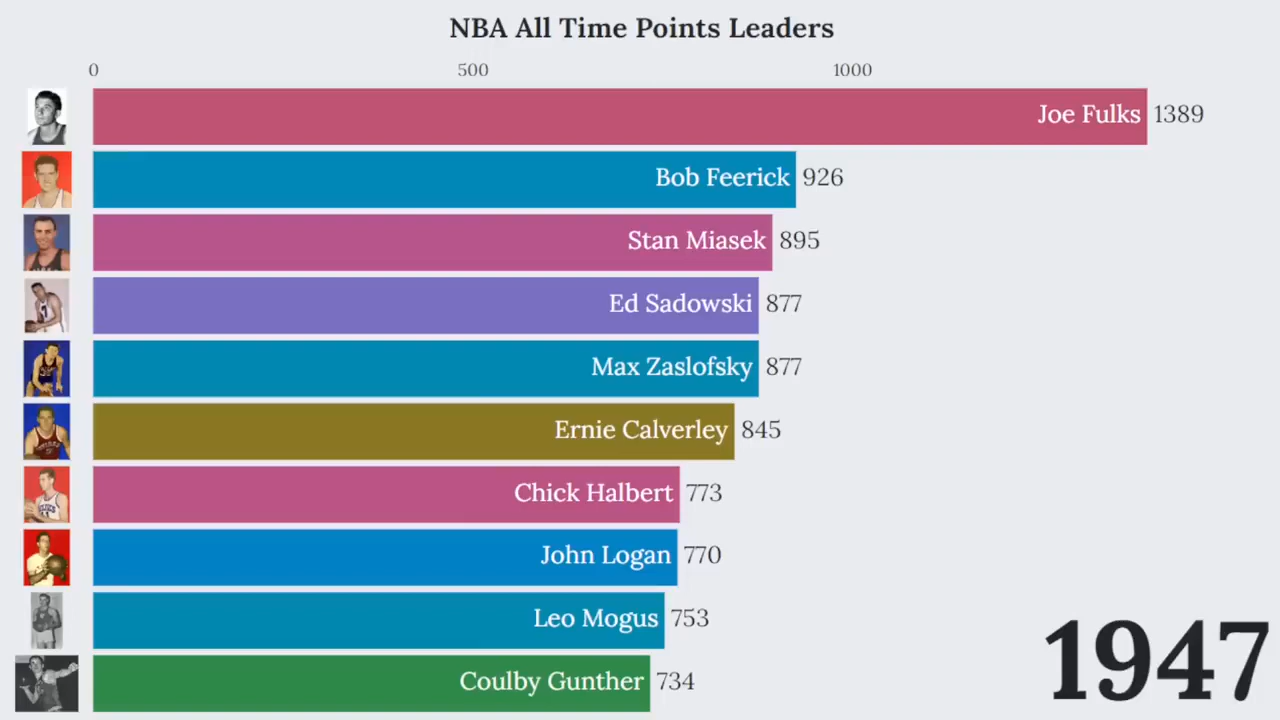 NBA All Time Points Leaders
0 500 1000
Joe Fulks 1389
Bob Feerick 926
Stan Miasek 895
Ed Sadowski 877
Max Zaslofsky 877
Ernie Calverley 845
Chick Halbert 773
John Logan 770
Leo Mogus 753
Coulby Gunther 734
1947